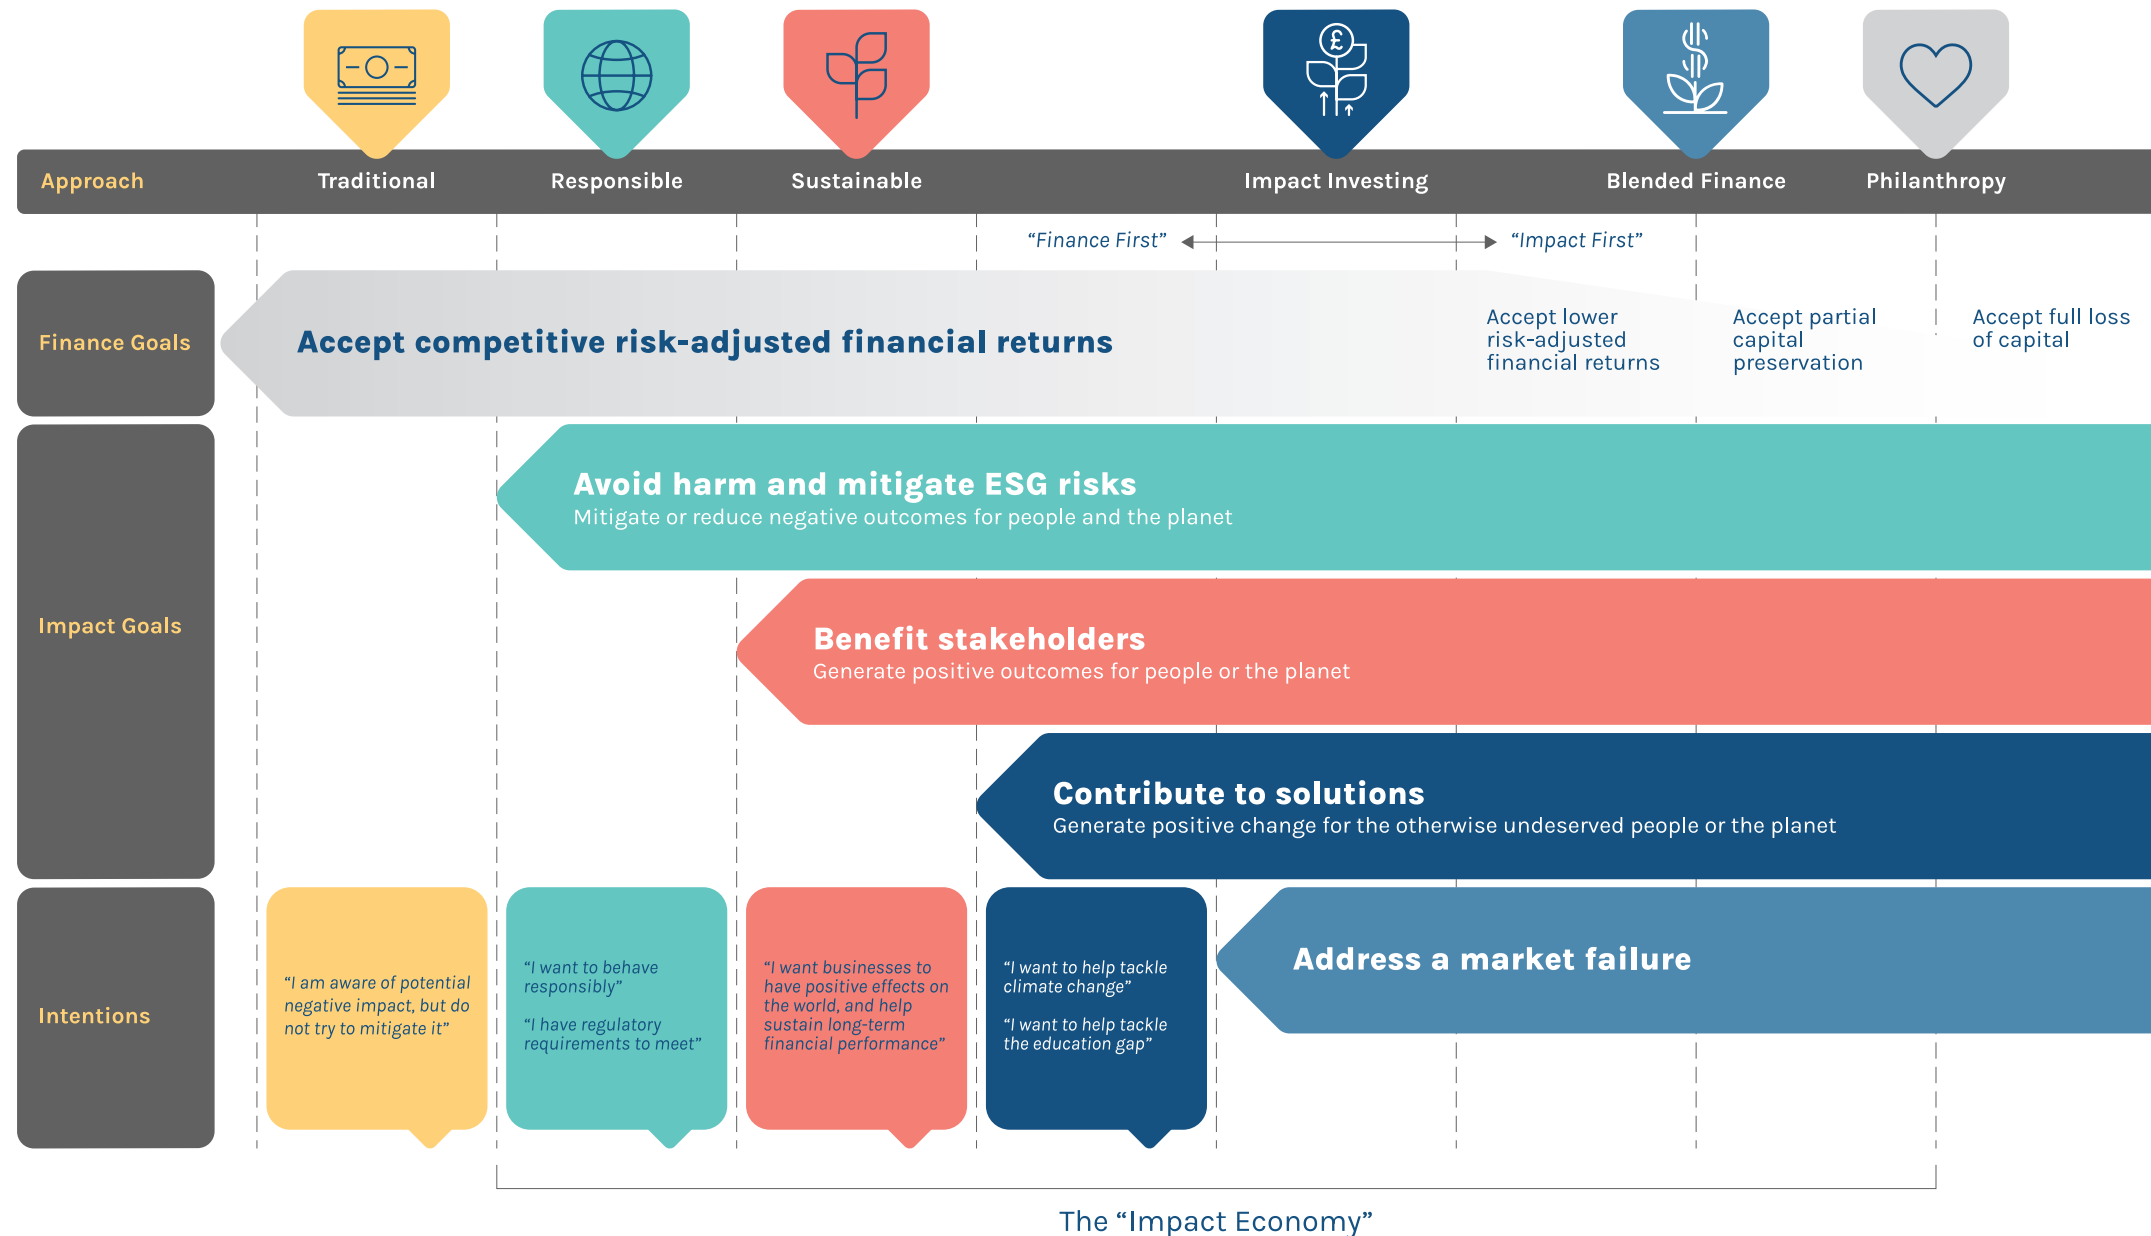 £
Approach
Traditional
Responsible
Sustainable
Impact Investing
Blended Finance
Philanthropy
“Finance First”
“Impact First”
Finance Goals
Accept competitive risk-adjusted financial returns
Accept lower
risk-adjusted
financial returns
Accept partial
capital
preservation
Accept full loss
of capital
Impact Goals
Avoid harm and mitigate ESG risks
Mitigate or reduce negative outcomes for people and the planet
Benefit stakeholders
Generate positive outcomes for people or the planet
Contribute to solutions
Generate positive change for the otherwise undeserved people or the planet
Intentions
“I am aware of potential
negative impact, but do
not try to mitigate it”
“I want to behave
responsibly”
“I have regulatory
requirements to meet”
“I want businesses to
have positive effects on
the world, and help
sustain long-term
financial performance”
“I want to help tackle
climate change”
“I want to help tackle
the education gap”
Address a market failure
The “Impact Economy”